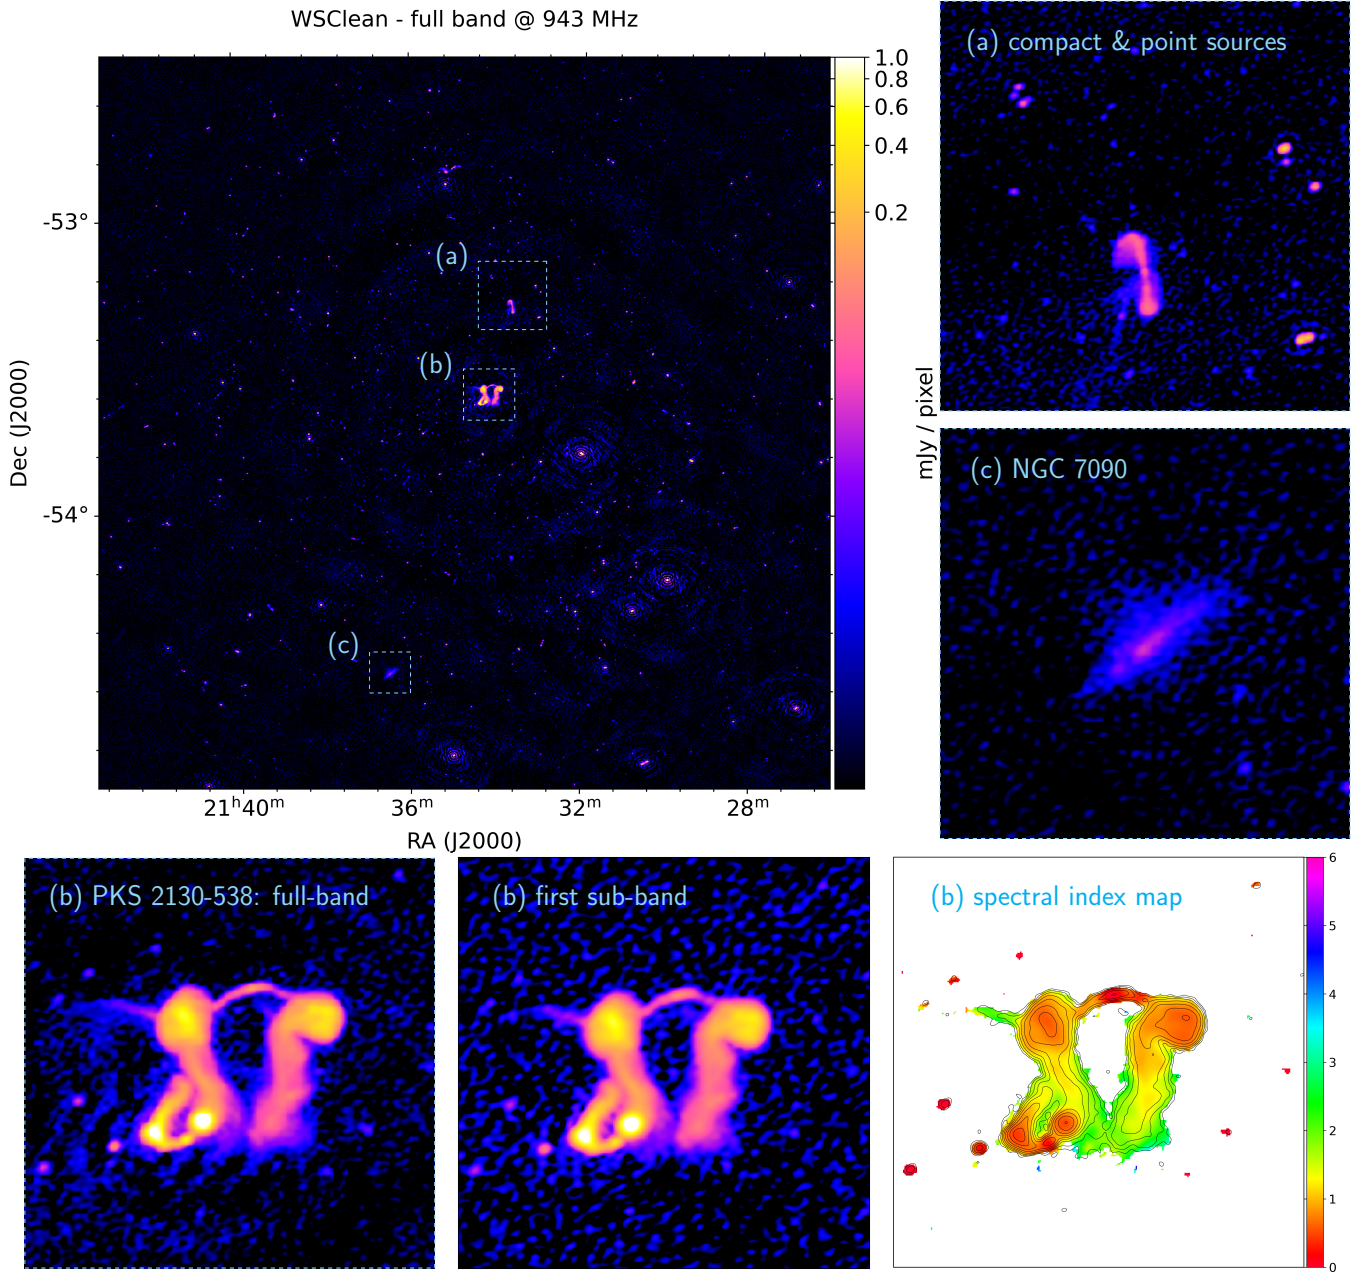 WSClean - full band @ 943 MHz
(a) compact & point sources
1.0
0.8
0.6
0.4
0.2
-53°
-54°
(a)
(b)
(c)
Dec (J2000)
mJy / pixel
(c) NGC 7090
21ʰ40ᵐ 36ᵐ 32ᵐ 28ᵐ
RA (J2000)
(b) PKS 2130-538: full-band
(b) first sub-band
(b) spectral index map
6
5
4
3
2
1
0